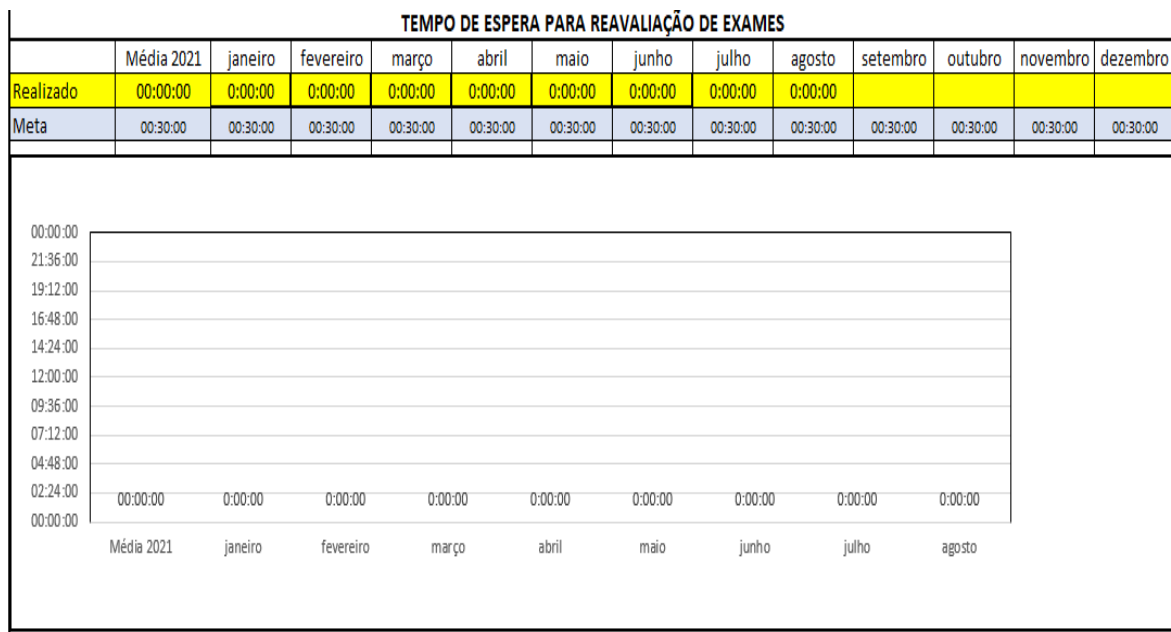 TEMPO DE ESPERA PARA REAVALIAÇÃO DE EXAMES
Média 2021 janeiro fevereiro março abril maio junho julho agosto setembro outubro novembro dezembro
Realizado 00:00:00 0:00:00 0:00:00 0:00:00 0:00:00 0:00:00 0:00:00 0:00:00 0:00:00
Meta 00:30:00 00:30:00 00:30:00 00:30:00 00:30:00 00:30:00 00:30:00 00:30:00 00:30:00 00:30:00 00:30:00 00:30:00 00:30:00
00:00:00
21:36:00
19:12:00
16:48:00
14:24:00
12:00:00
09:36:00
07:12:00
04:48:00
02:24:00
00:00:00 0:00:00 0:00:00 0:00:00 0:00:00 0:00:00 0:00:00 0:00:00 0:00:00
00:00:00
Média 2021 janeiro fevereiro março abril maio junho julho agosto